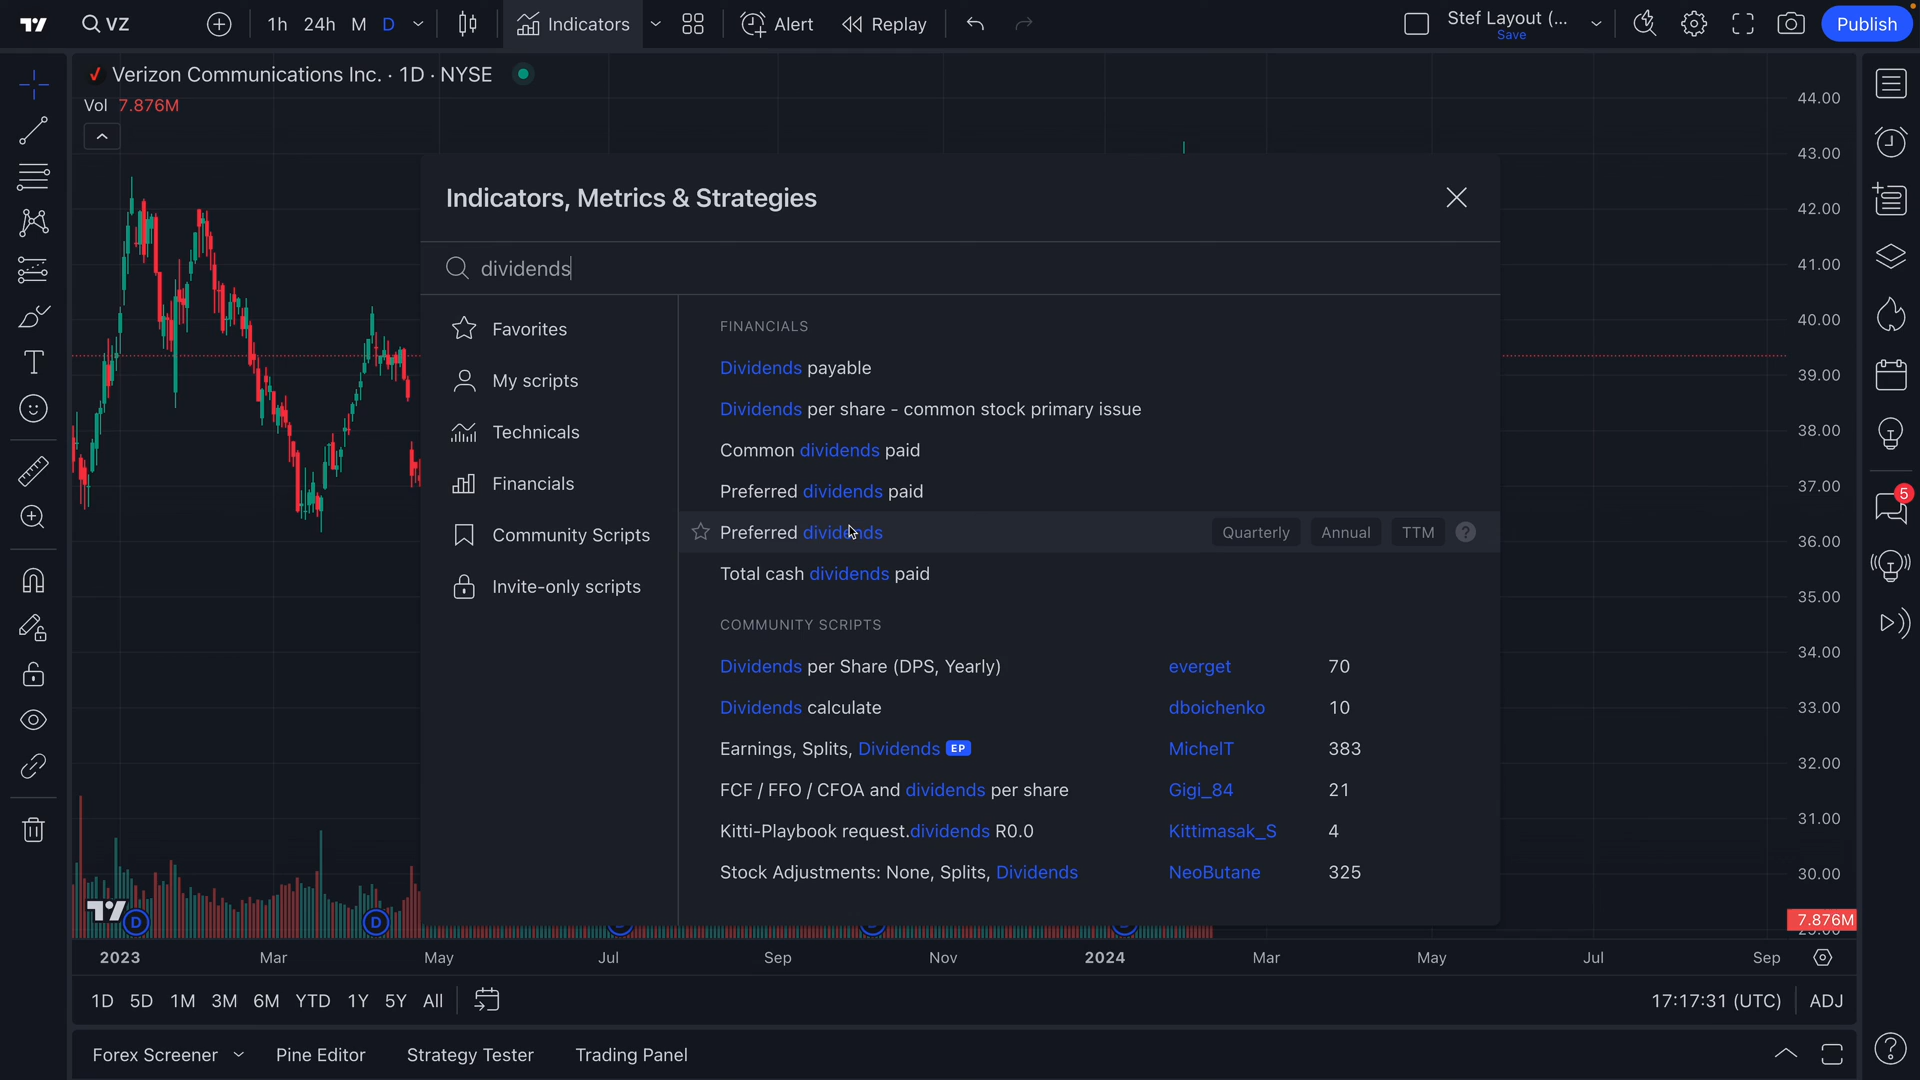 VZ 1h 24h M D Indicators Alert Replay Stef Layout (... Publish
Save
Verizon Communications Inc. · 1D · NYSE
Vol 7.876M
44.00
43.00
42.00
41.00
40.00
39.00
38.00
37.00
36.00
35.00
34.00
33.00
32.00
31.00
30.00
7.876M
Indicators, Metrics & Strategies
dividends
Favorites
My scripts
Technicals
Financials
Community Scripts
Invite-only scripts
FINANCIALS
Dividends payable
Dividends per share - common stock primary issue
Common dividends paid
Preferred dividends paid
Preferred dividends Quarterly Annual TTM ?
Total cash dividends paid
COMMUNITY SCRIPTS
Dividends per Share (DPS, Yearly) everget 70
Dividends calculate dboichenko 10
Earnings, Splits, Dividends EP MichelT 383
FCF / FFO / CFOA and dividends per share Gigi_84 21
Kitti-Playbook request.dividends R0.0 Kittimasak_S 4
Stock Adjustments: None, Splits, Dividends NeoButane 325
5
D D
2023 Mar May Jul Sep Nov 2024 Mar May Jul Sep
1D 5D 1M 3M 6M YTD 1Y 5Y All 17:17:31 (UTC) ADJ
Forex Screener Pine Editor Strategy Tester Trading Panel